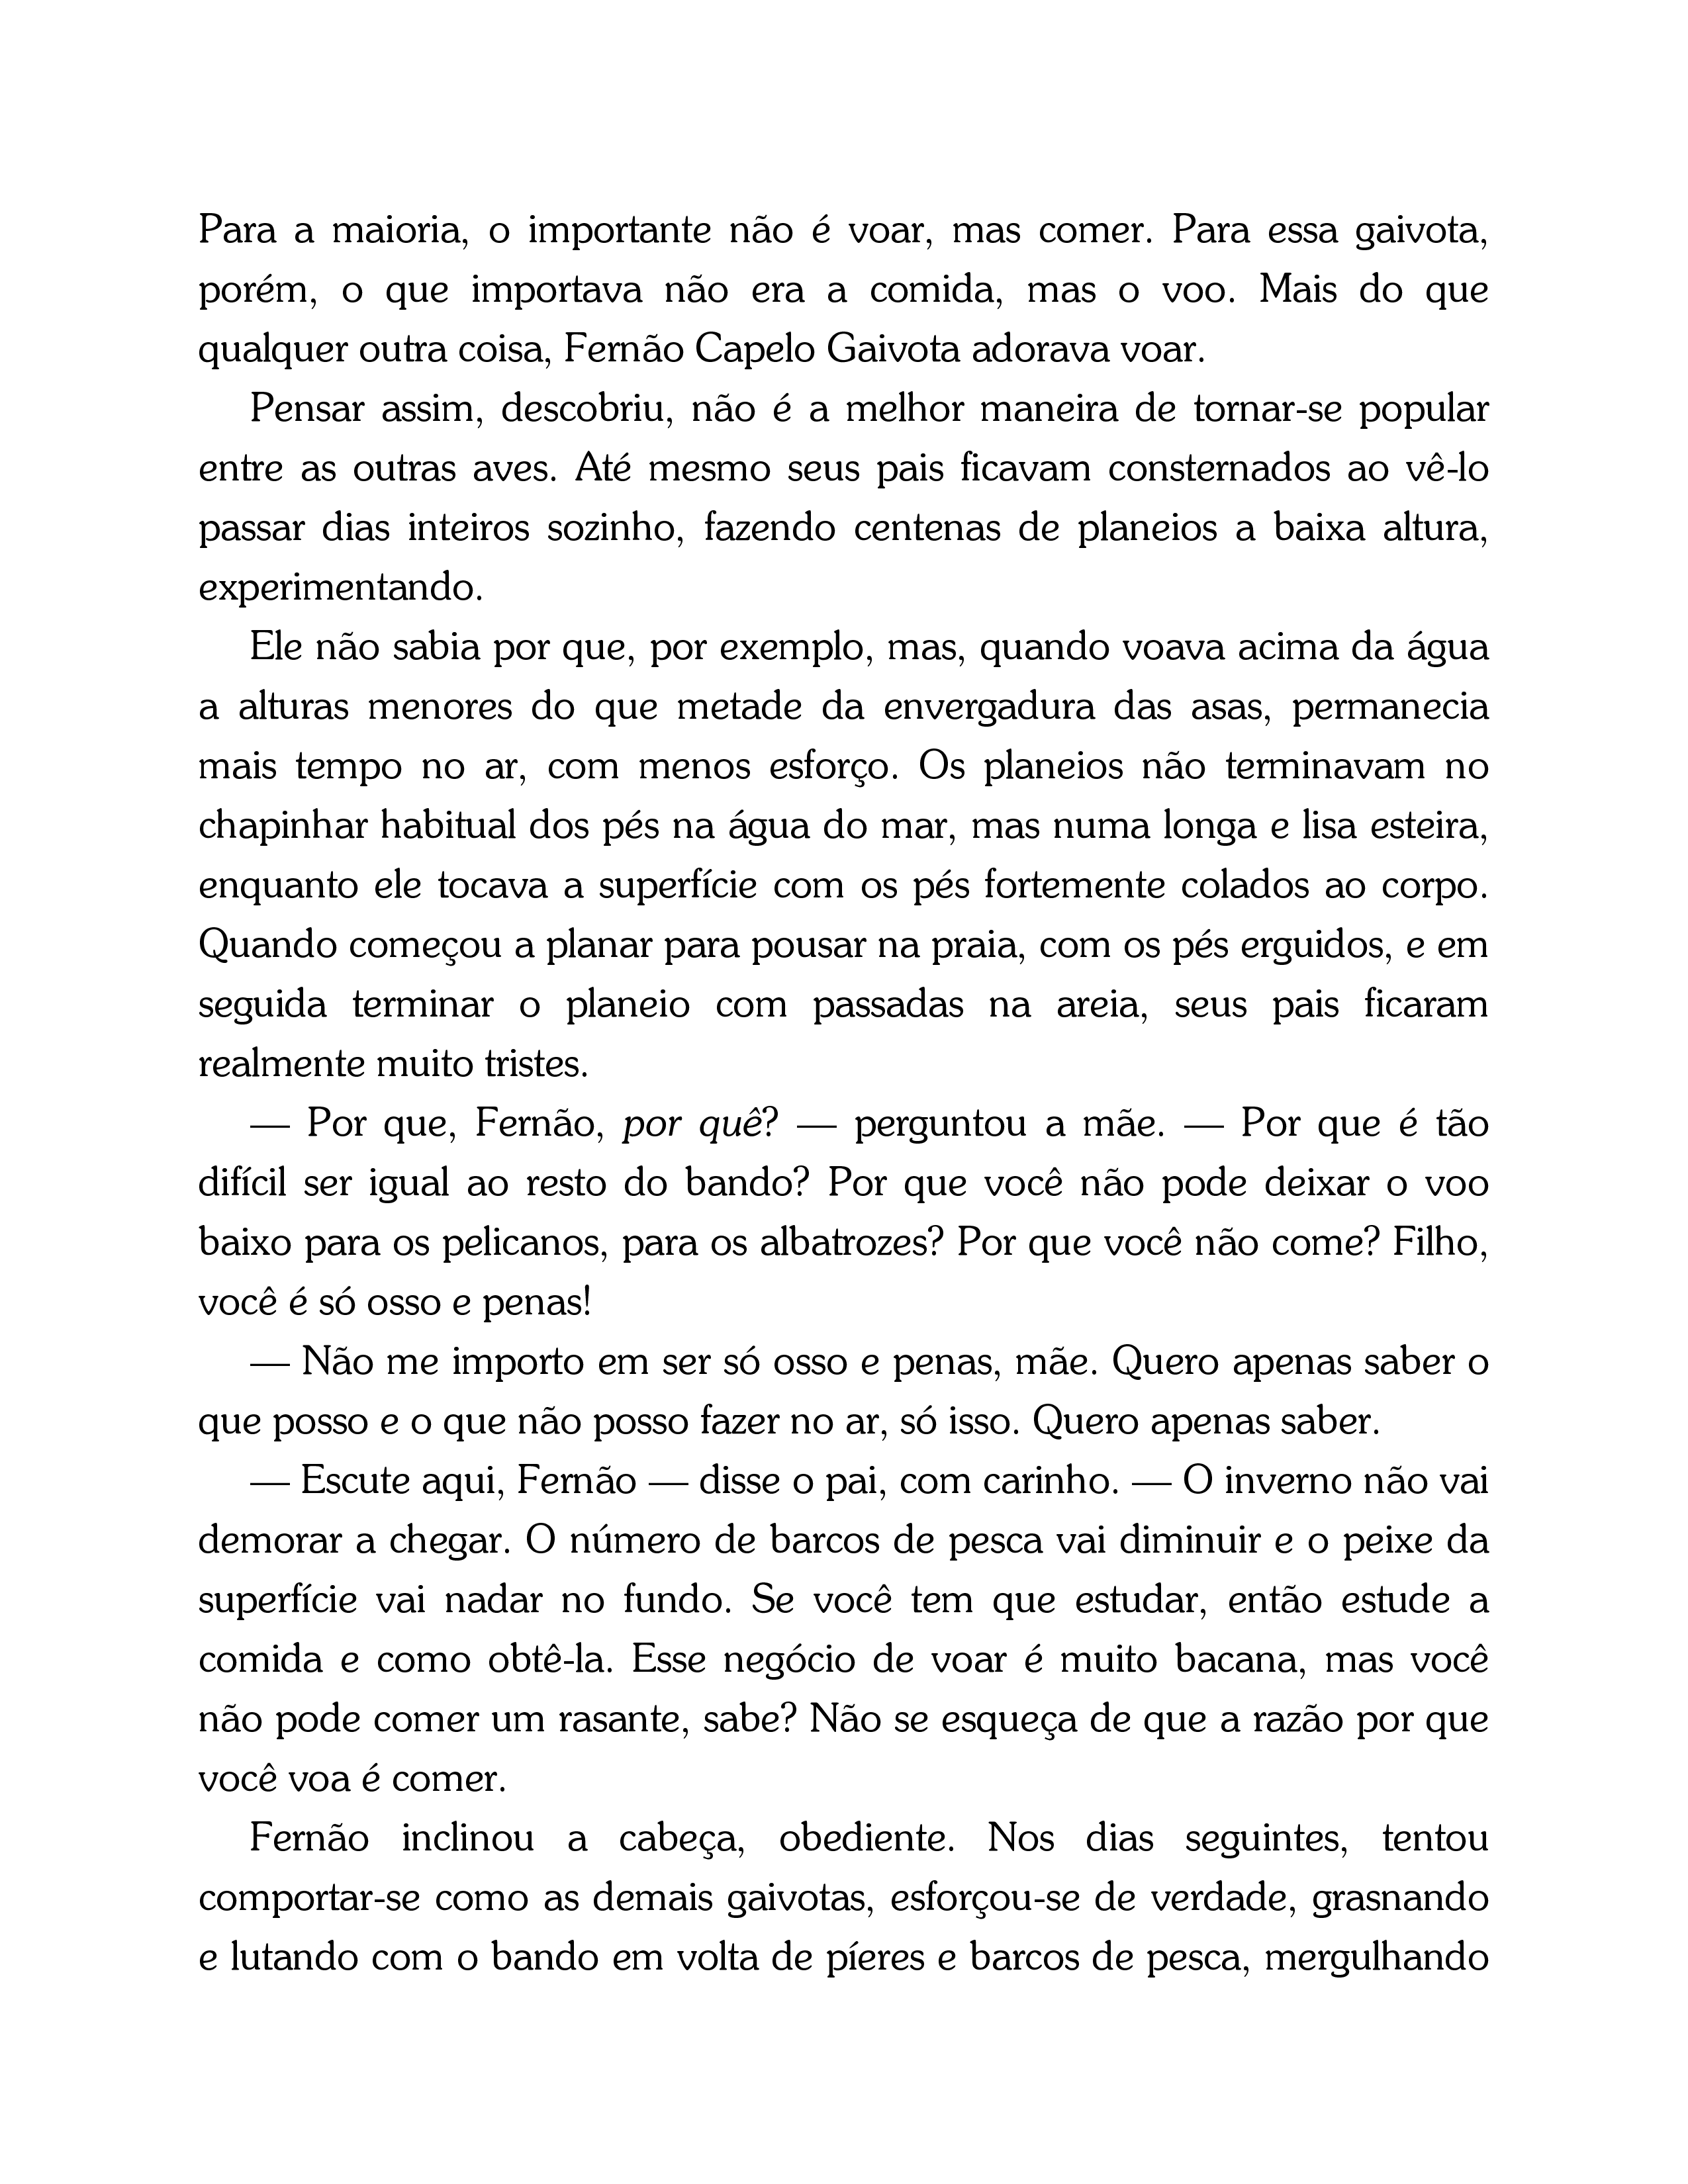 Para a maioria, o importante não é voar, mas comer. Para essa gaivota,
porém, o que importava não era a comida, mas o voo. Mais do que
qualquer outra coisa, Fernão Capelo Gaivota adorava voar.
Pensar assim, descobriu, não é a melhor maneira de tornar-se popular
entre as outras aves. Até mesmo seus pais ficavam consternados ao vê-lo
passar dias inteiros sozinho, fazendo centenas de planeios a baixa altura,
experimentando.
Ele não sabia por que, por exemplo, mas, quando voava acima da água
a alturas menores do que metade da envergadura das asas, permanecia
mais tempo no ar, com menos esforço. Os planeios não terminavam no
chapinhar habitual dos pés na água do mar, mas numa longa e lisa esteira,
enquanto ele tocava a superfície com os pés fortemente colados ao corpo.
Quando começou a planar para pousar na praia, com os pés erguidos, e em
seguida terminar o planeio com passadas na areia, seus pais ficaram
realmente muito tristes.
— Por que, Fernão, por quê? — perguntou a mãe. — Por que é tão
difícil ser igual ao resto do bando? Por que você não pode deixar o voo
baixo para os pelicanos, para os albatrozes? Por que você não come? Filho,
você é só osso e penas!
— Não me importo em ser só osso e penas, mãe. Quero apenas saber o
que posso e o que não posso fazer no ar, só isso. Quero apenas saber.
— Escute aqui, Fernão — disse o pai, com carinho. — O inverno não vai
demorar a chegar. O número de barcos de pesca vai diminuir e o peixe da
superfície vai nadar no fundo. Se você tem que estudar, então estude a
comida e como obtê-la. Esse negócio de voar é muito bacana, mas você
não pode comer um rasante, sabe? Não se esqueça de que a razão por que
você voa é comer.
Fernão inclinou a cabeça, obediente. Nos dias seguintes, tentou
comportar-se como as demais gaivotas, esforçou-se de verdade, grasnando
e lutando com o bando em volta de píeres e barcos de pesca, mergulhando